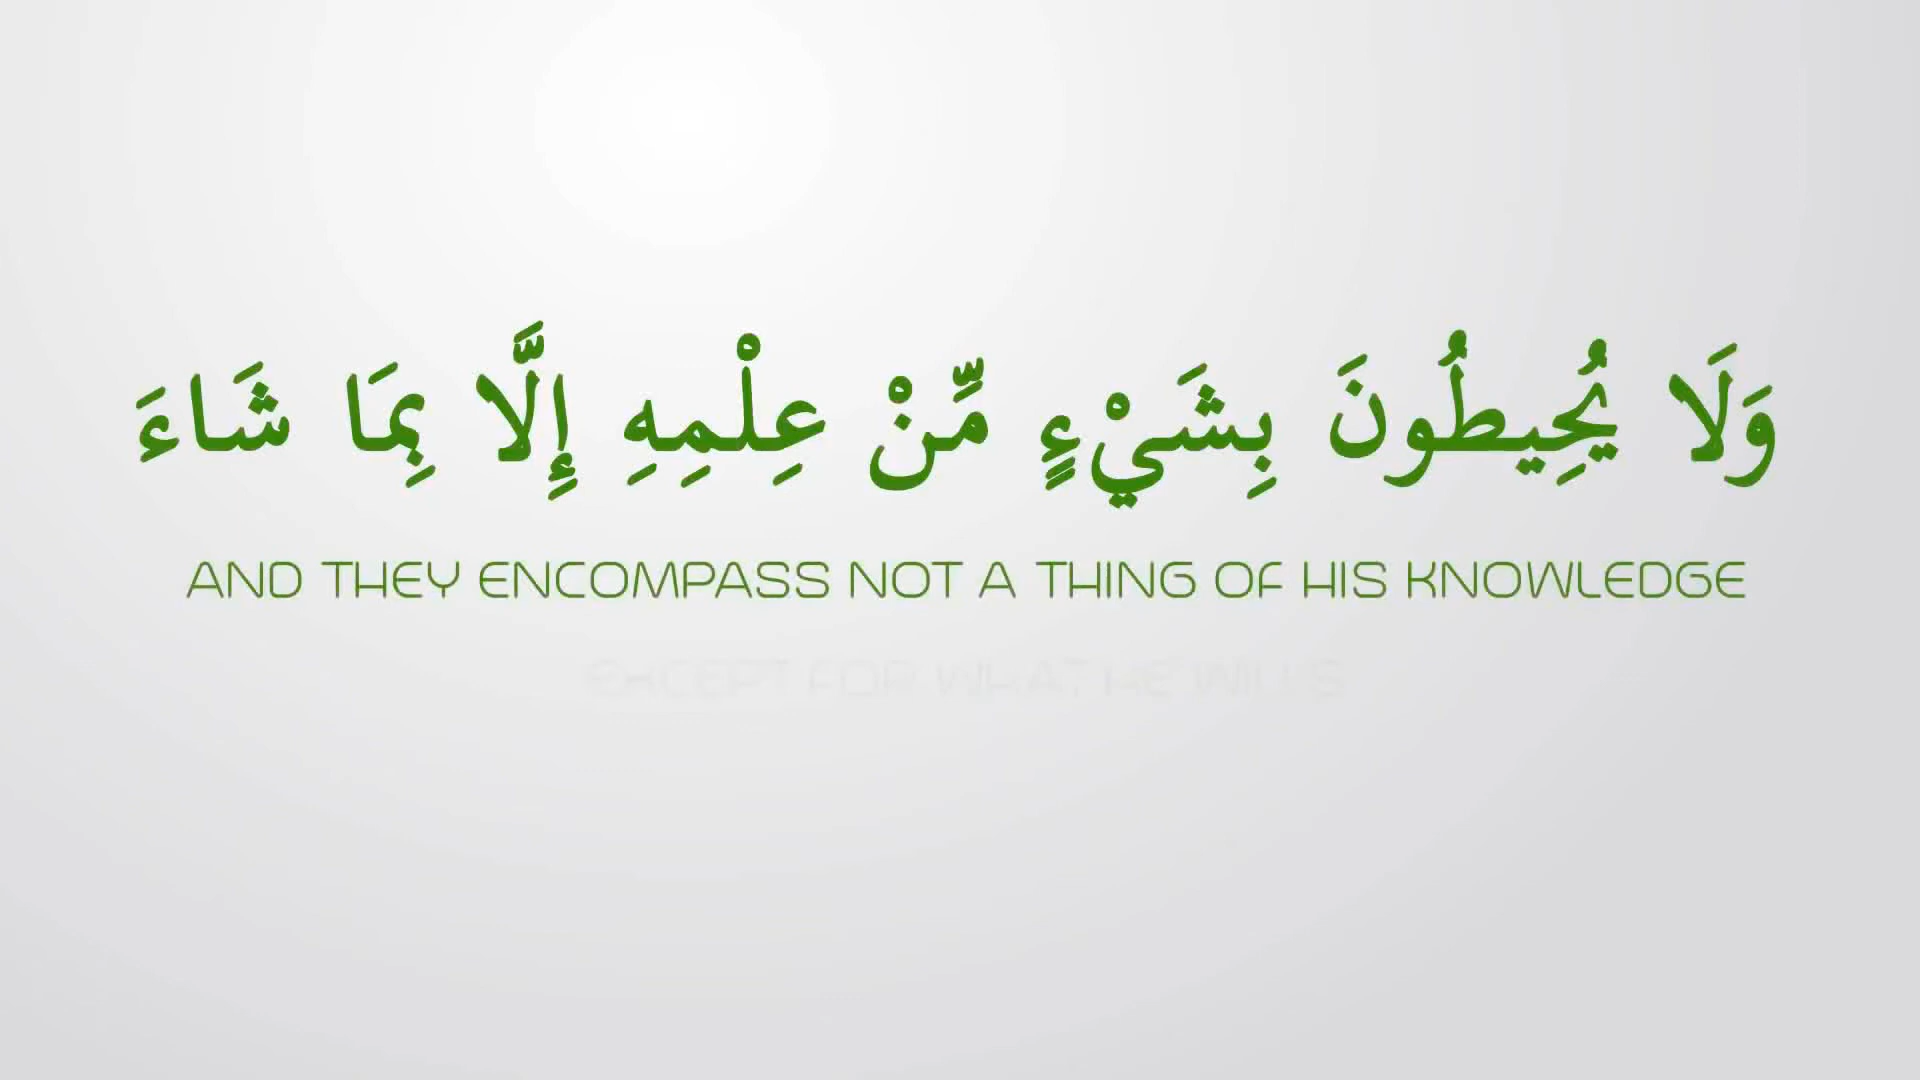 وَلَا يُحِيطُونَ بِشَيْءٍ مِّنْ عِلْمِهِ إِلَّا بِمَا شَاءَ
AND THEY ENCOMPASS NOT A THING OF HIS KNOWLEDGE
EXCEPT FOR WHAT HE WILLS